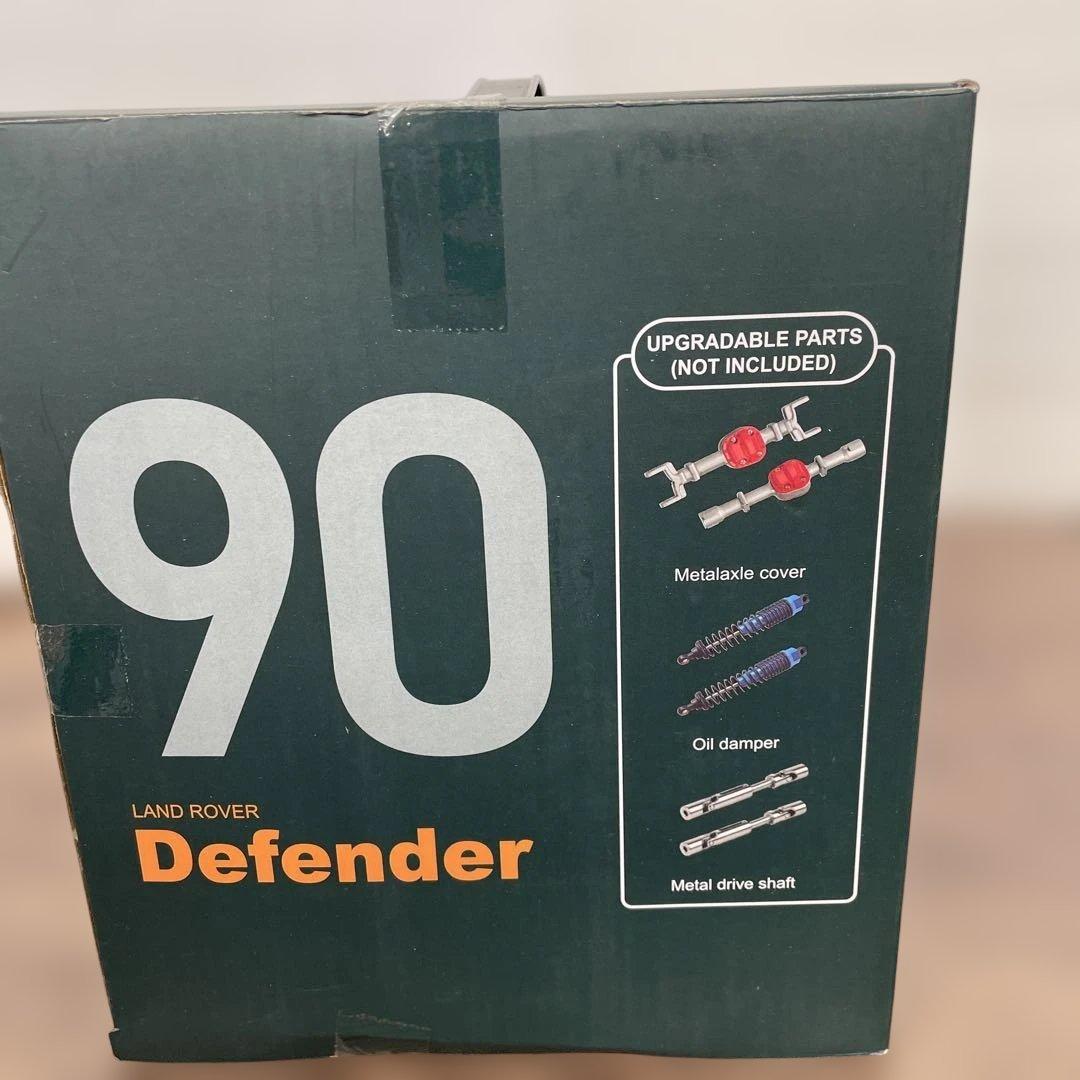 90
LAND ROVER
Defender
UPGRADABLE PARTS
(NOT INCLUDED)
Metalaxle cover
Oil damper
Metal drive shaft